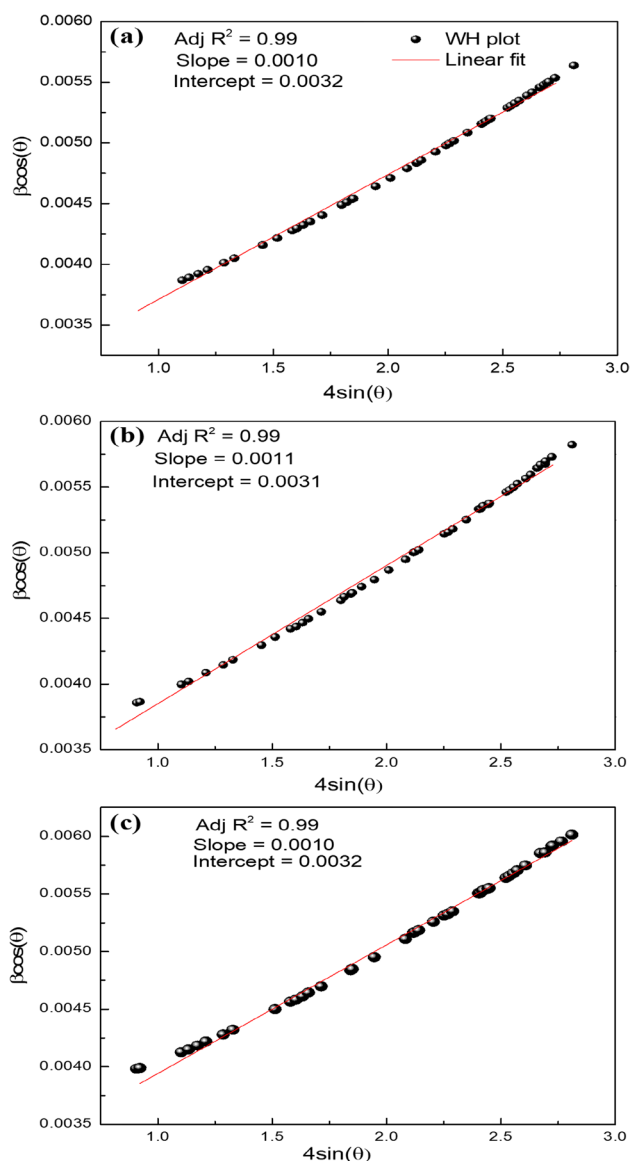 (a)
Adj R² = 0.99
Slope = 0.0010
Intercept = 0.0032
WH plot
Linear fit
0.0060
0.0055
0.0050
0.0045
0.0040
0.0035
βcos(θ)
1.0 1.5 2.0 2.5 3.0
4sin(θ)
(b)
Adj R² = 0.99
Slope = 0.0011
Intercept = 0.0031
0.0060
0.0055
0.0050
0.0045
0.0040
0.0035
βcos(θ)
1.0 1.5 2.0 2.5 3.0
4sin(θ)
(c)
Adj R² = 0.99
Slope = 0.0010
Intercept = 0.0032
0.0060
0.0055
0.0050
0.0045
0.0040
0.0035
βcos(θ)
1.0 1.5 2.0 2.5 3.0
4sin(θ)